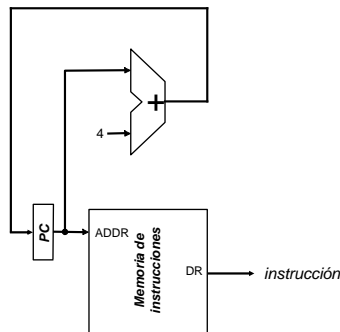 +
4
PC
ADDR
Memoria de
instrucciones
DR
instrucción